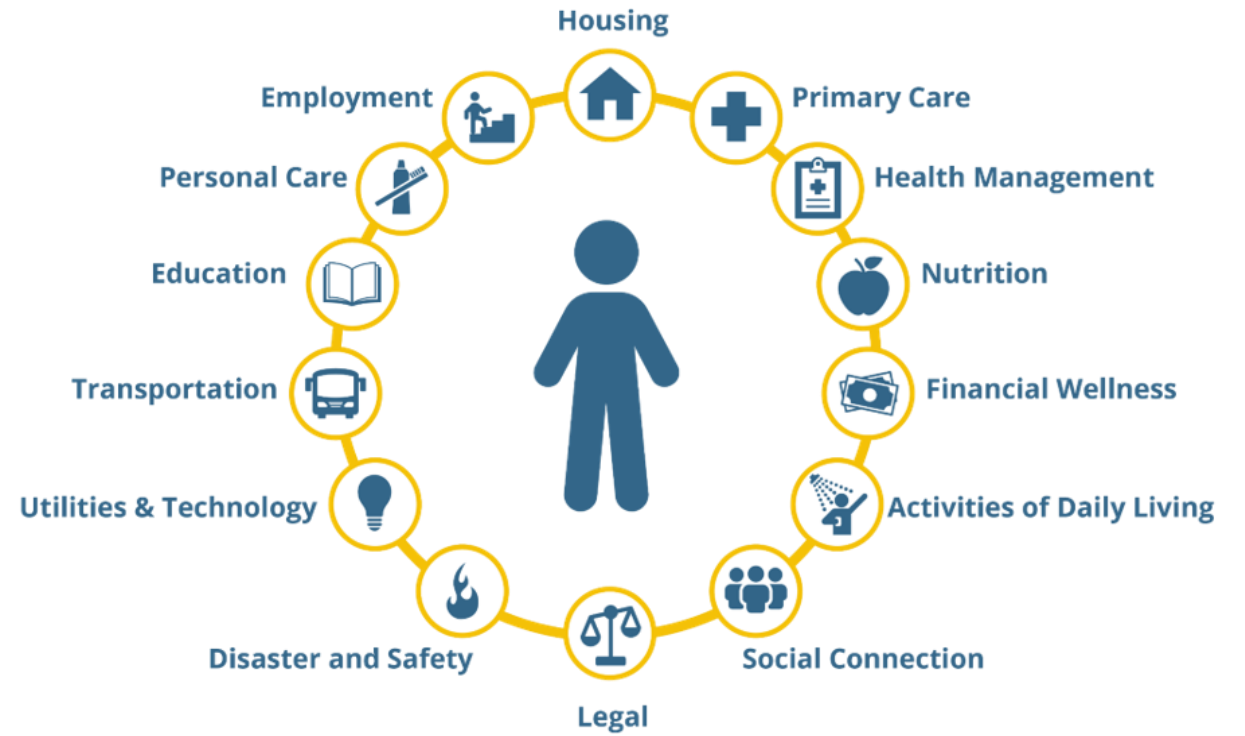 Housing
Primary Care
Health Management
Nutrition
Financial Wellness
Activities of Daily Living
Social Connection
Legal
Disaster and Safety
Utilities & Technology
Transportation
Education
Personal Care
Employment